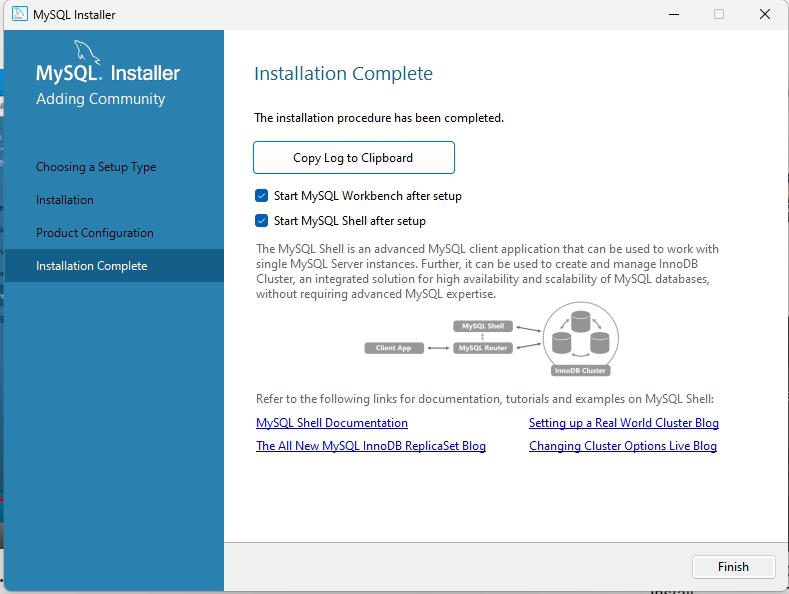 MySQL Installer
MySQL. Installer
Adding Community
Choosing a Setup Type
Installation
Product Configuration
Installation Complete
Installation Complete
The installation procedure has been completed.
Copy Log to Clipboard
Start MySQL Workbench after setup
Start MySQL Shell after setup
The MySQL Shell is an advanced MySQL client application that can be used to work with
single MySQL Server instances. Further, it can be used to create and manage InnoDB
Cluster, an integrated solution for high availability and scalability of MySQL databases,
without requiring advanced MySQL expertise.
MySQL Shell
Client App
MySQL Router
InnoDB Cluster
Refer to the following links for documentation, tutorials and examples on MySQL Shell:
MySQL Shell Documentation
Setting up a Real World Cluster Blog
The All New MySQL InnoDB ReplicaSet Blog
Changing Cluster Options Live Blog
Finish